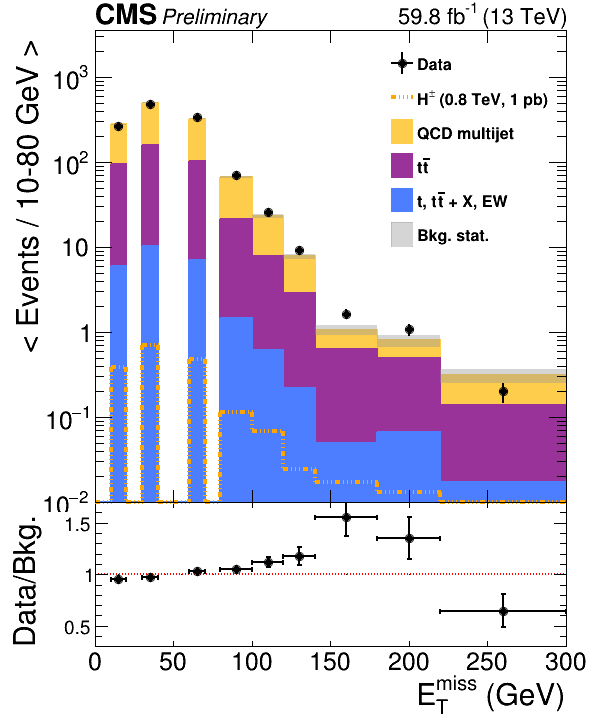 CMS Preliminary 59.8 fb⁻¹ (13 TeV)
< Events / 10-80 GeV >
10³
10²
10
1
10⁻¹
10⁻²
Data
H± (0.8 TeV, 1 pb)
QCD multijet
tt̄
t, tt̄ + X, EW
Bkg. stat.
Data/Bkg.
1.5
1
0.5
0 50 100 150 200 250 300
E_T^miss (GeV)